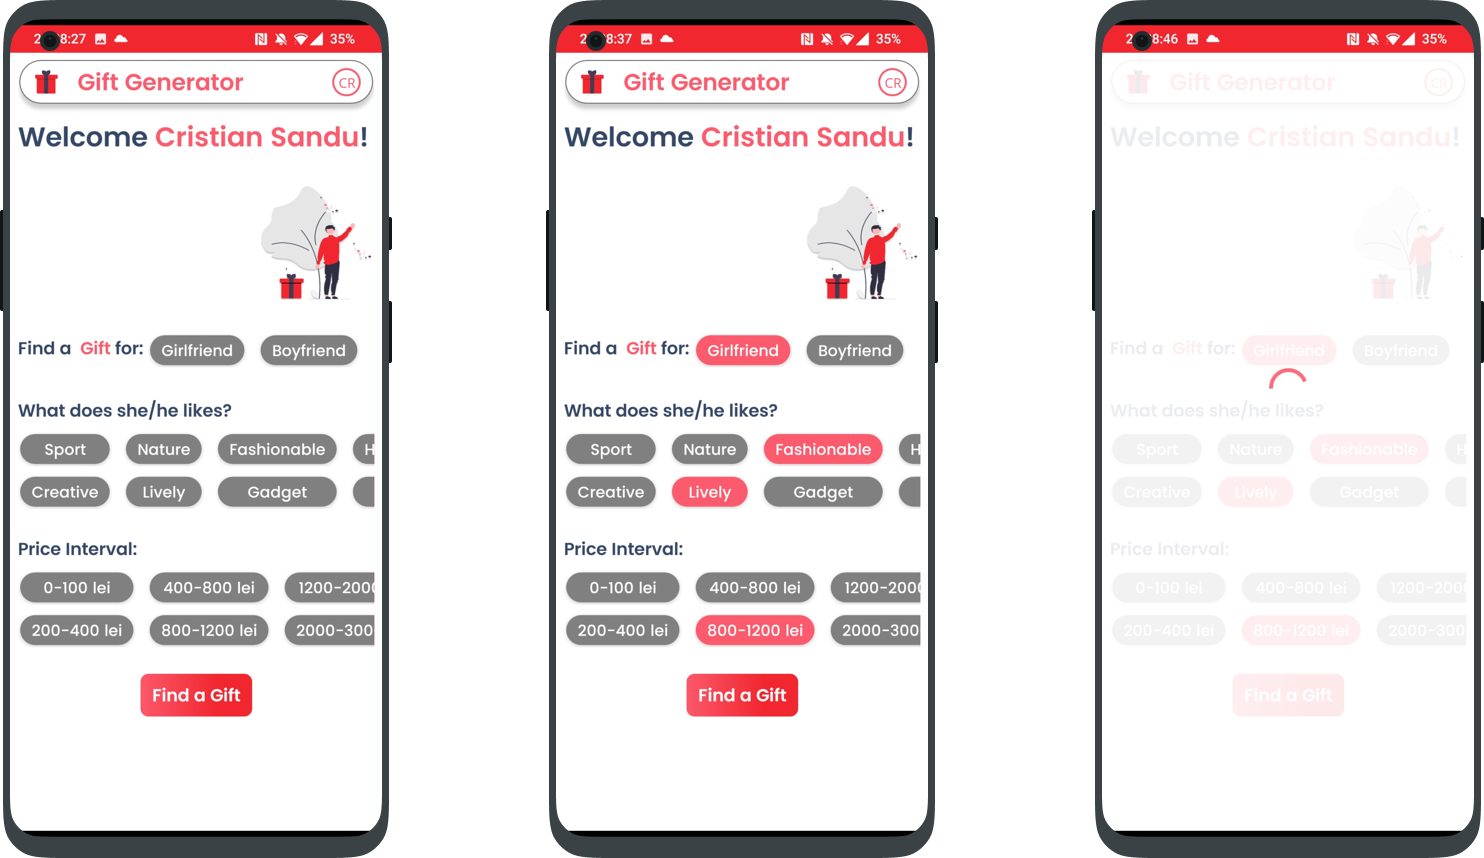 8:27 35%
Gift Generator CR
Welcome Cristian Sandu!
Find a Gift for: Girlfriend Boyfriend
What does she/he likes?
Sport Nature Fashionable H
Creative Lively Gadget
Price Interval:
0-100 lei 400-800 lei 1200-2000
200-400 lei 800-1200 lei 2000-300
Find a Gift
8:37 35%
Gift Generator CR
Welcome Cristian Sandu!
Find a Gift for: Girlfriend Boyfriend
What does she/he likes?
Sport Nature Fashionable H
Creative Lively Gadget
Price Interval:
0-100 lei 400-800 lei 1200-2000
200-400 lei 800-1200 lei 2000-300
Find a Gift
8:46 35%
Gift Generator CR
Welcome Cristian Sandu!
Find a Gift for: Girlfriend Boyfriend
What does she/he likes?
Sport Nature Fashionable H
Creative Lively Gadget
Price Interval:
0-100 lei 400-800 lei 1200-2000
200-400 lei 800-1200 lei 2000-300
Find a Gift